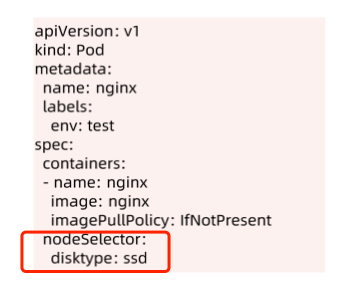 apiVersion: v1
kind: Pod
metadata:
  name: nginx
  labels:
    env: test
spec:
  containers:
  - name: nginx
    image: nginx
    imagePullPolicy: IfNotPresent
  nodeSelector:
    disktype: ssd